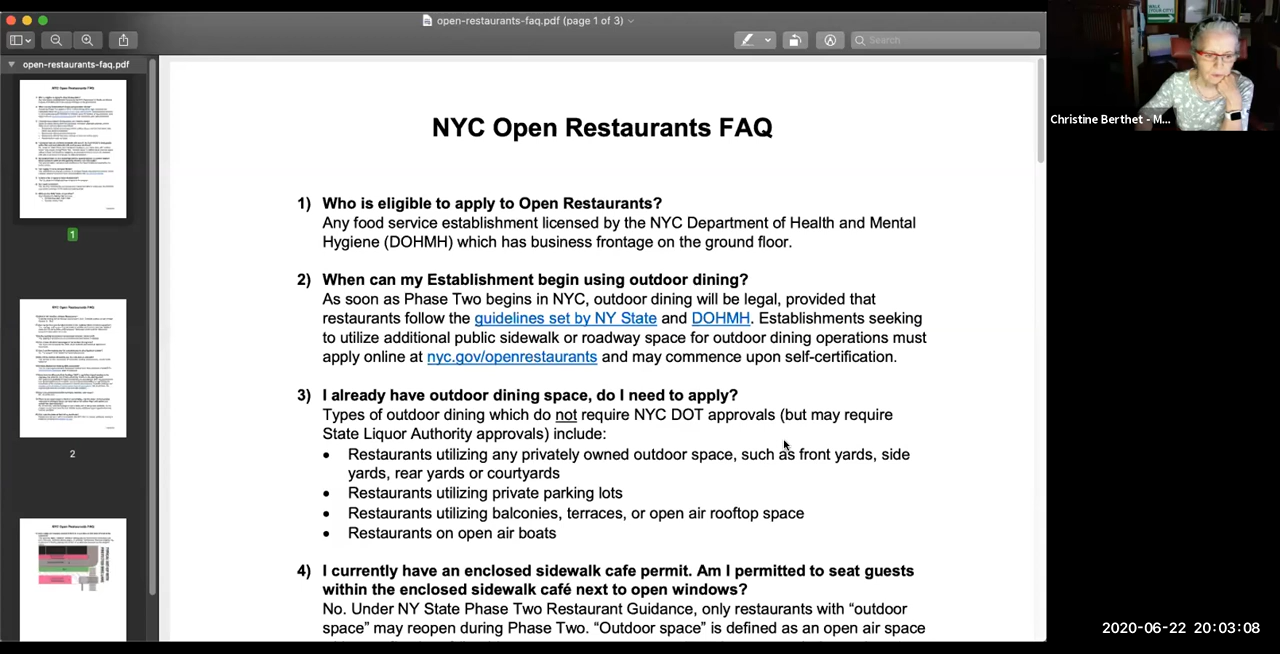 open-restaurants-faq.pdf (page 1 of 3)
Search
open-restaurants-faq.pdf
1
2
NYC Open Restaurants FAQ
1) Who is eligible to apply to Open Restaurants?
Any food service establishment licensed by the NYC Department of Health and Mental
Hygiene (DOHMH) which has business frontage on the ground floor.
2) When can my Establishment begin using outdoor dining?
As soon as Phase Two begins in NYC, outdoor dining will be legal, provided that
restaurants follow the guidelines set by NY State and DOHMH. Establishments seeking
to utilize additional public sidewalk or roadway space for outdoor dining operations must
apply online at nyc.gov/openrestaurants and may commence upon self-certification.
3) I already have outdoor dining space, do I need to apply?
Types of outdoor dining which do not require NYC DOT approvals (but may require
State Liquor Authority approvals) include:
• Restaurants utilizing any privately owned outdoor space, such as front yards, side
yards, rear yards or courtyards
• Restaurants utilizing private parking lots
• Restaurants utilizing balconies, terraces, or open air rooftop space
• Restaurants on open air boats
4) I currently have an enclosed sidewalk cafe permit. Am I permitted to seat guests
within the enclosed sidewalk café next to open windows?
No. Under NY State Phase Two Restaurant Guidance, only restaurants with “outdoor
space” may reopen during Phase Two. “Outdoor space” is defined as an open air space
Christine Berthet - M...
2020-06-22 20:03:08